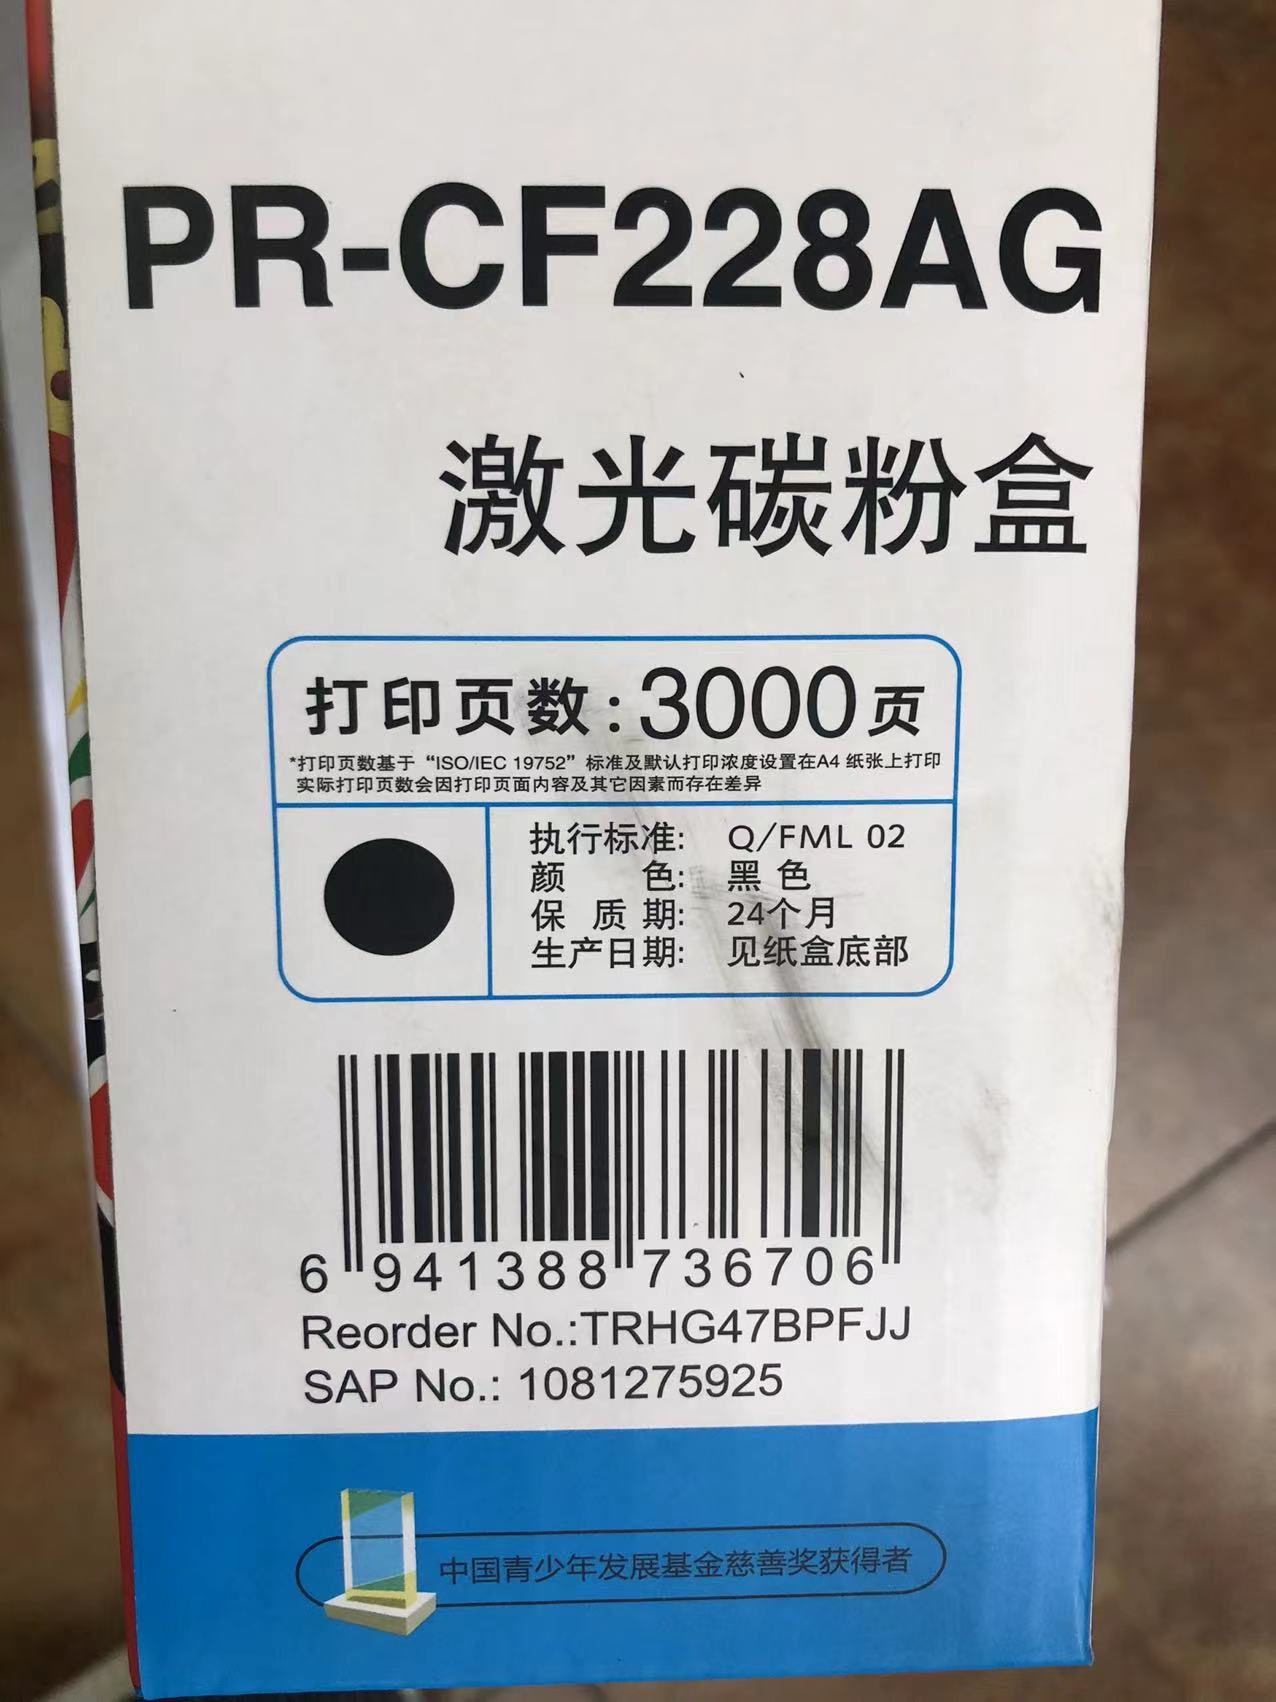 PR-CF228AG
激光碳粉盒
打印页数:3000页
*打印页数基于“ISO/IEC 19752”标准及默认打印浓度设置在A4 纸张上打印
实际打印页数会因打印页面内容及其它因素而存在差异
执行标准: Q/FML 02
颜 色: 黑 色
保 质 期: 24个月
生产日期: 见纸盒底部
6 941388 736706
Reorder No.:TRHG47BPFJJ
SAP No.: 1081275925
中国青少年发展基金慈善奖获得者